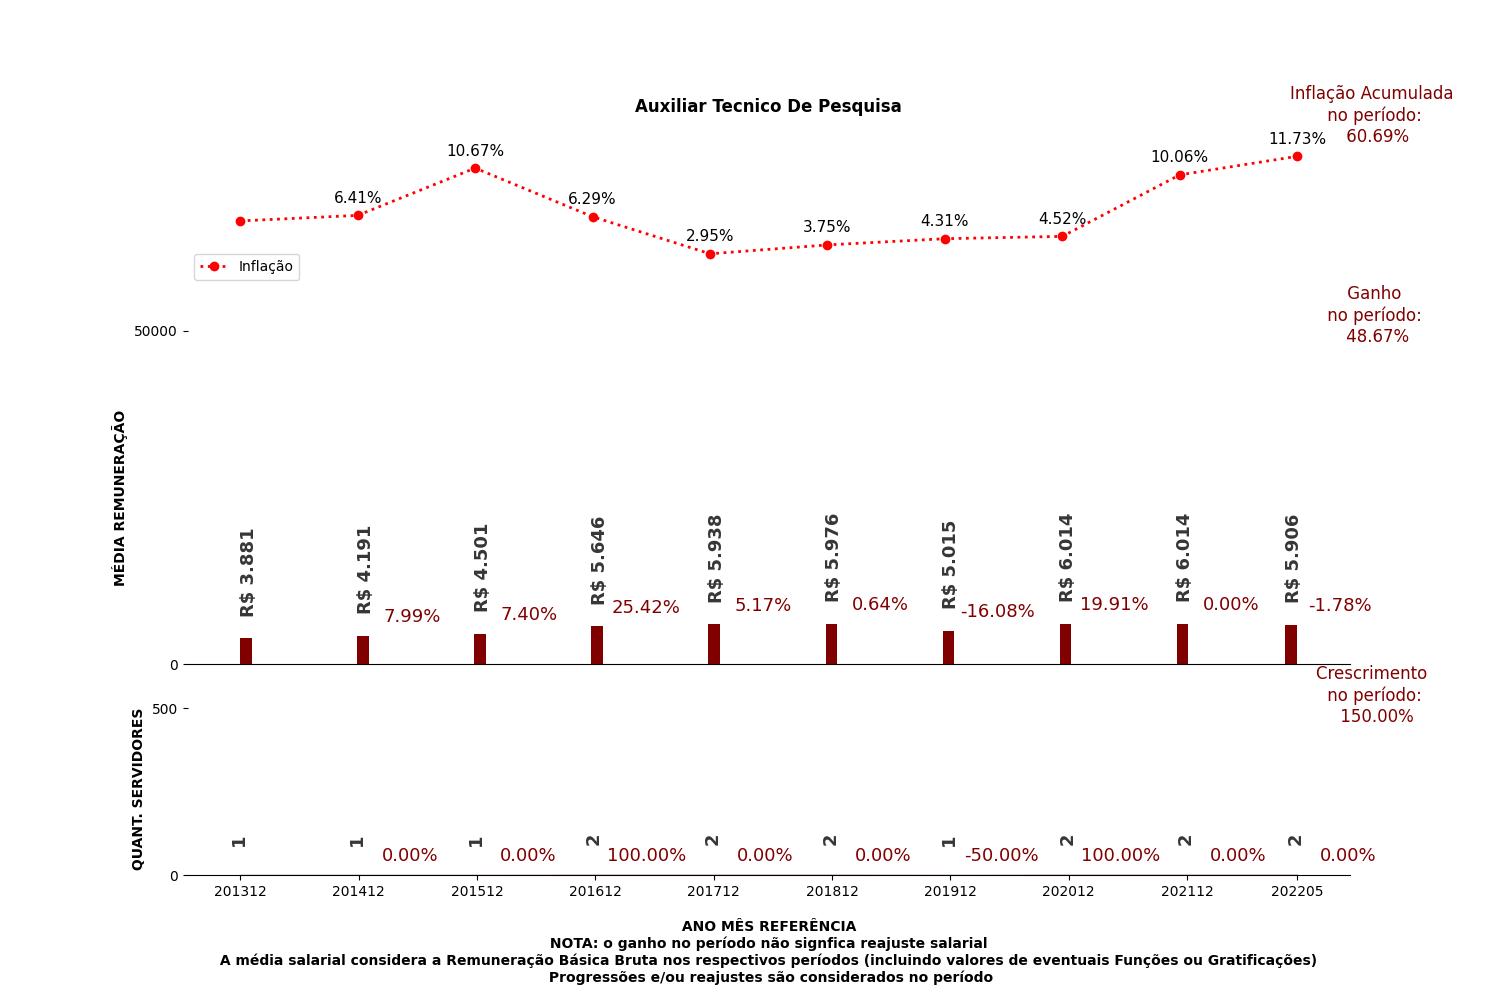 Auxiliar Tecnico De Pesquisa
Inflação Acumulada
no período:
60.69%
6.41%
10.67%
6.29%
2.95%
3.75%
4.31%
4.52%
10.06%
11.73%
Inflação
Ganho
no período:
48.67%
50000
0
MÉDIA REMUNERAÇÃO
R$ 3.881
R$ 4.191
R$ 4.501
R$ 5.646
R$ 5.938
R$ 5.976
R$ 5.015
R$ 6.014
R$ 6.014
R$ 5.906
7.99%
7.40%
25.42%
5.17%
0.64%
-16.08%
19.91%
0.00%
-1.78%
Crescrimento
no período:
150.00%
500
0
QUANT. SERVIDORES
1
1
1
2
2
2
1
2
2
2
0.00%
0.00%
100.00%
0.00%
0.00%
-50.00%
100.00%
0.00%
0.00%
201312
201412
201512
201612
201712
201812
201912
202012
202112
202205
ANO MÊS REFERÊNCIA
NOTA: o ganho no período não signfica reajuste salarial
A média salarial considera a Remuneração Básica Bruta nos respectivos períodos (incluindo valores de eventuais Funções ou Gratificações)
Progressões e/ou reajustes são considerados no período